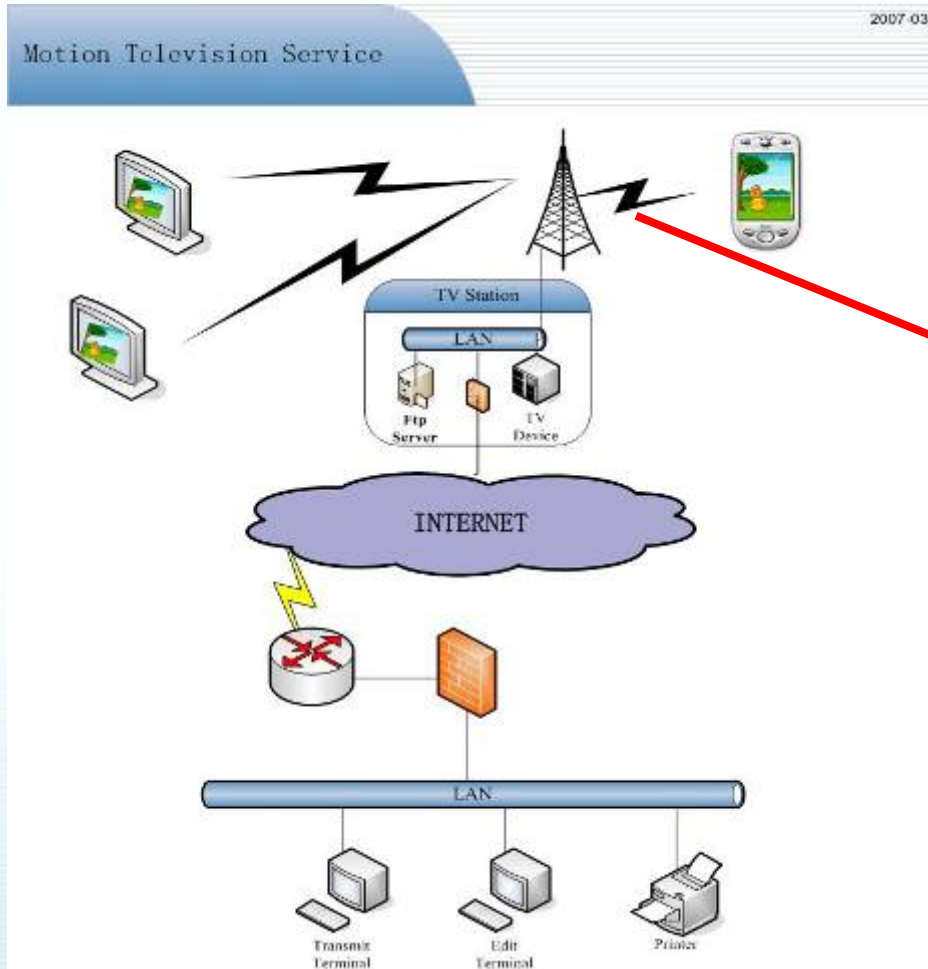 2007-03
Motion Television Service
TV Station
LAN
Ftp
Server
TV
Device
INTERNET
LAN
Transmit
Terminal
Edit
Terminal
Printer